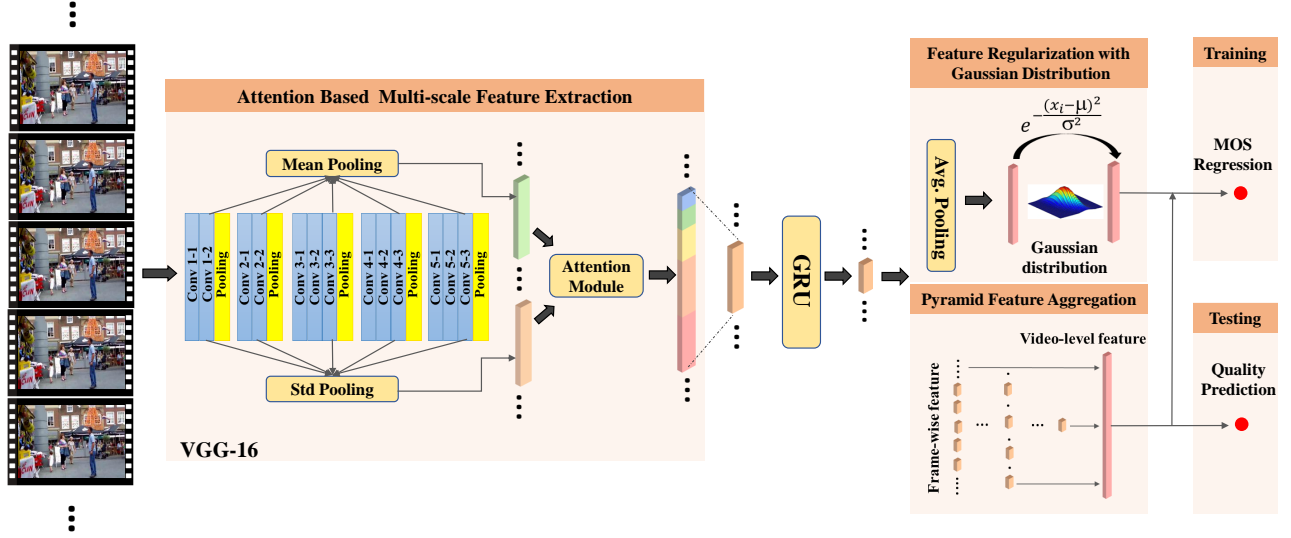 Attention Based Multi-scale Feature Extraction
Mean Pooling
Conv 1-1
Conv 1-2
Pooling
Conv 2-1
Conv 2-2
Pooling
Conv 3-1
Conv 3-2
Conv 3-3
Pooling
Conv 4-1
Conv 4-2
Conv 4-3
Pooling
Conv 5-1
Conv 5-2
Conv 5-3
Pooling
Std Pooling
VGG-16
Attention
Module
GRU
Feature Regularization with
Gaussian Distribution
Avg. Pooling
e^{-\frac{(x_i-μ)^2}{σ^2}}
Gaussian
distribution
Pyramid Feature Aggregation
Video-level feature
Frame-wise feature
Training
MOS
Regression
Testing
Quality
Prediction